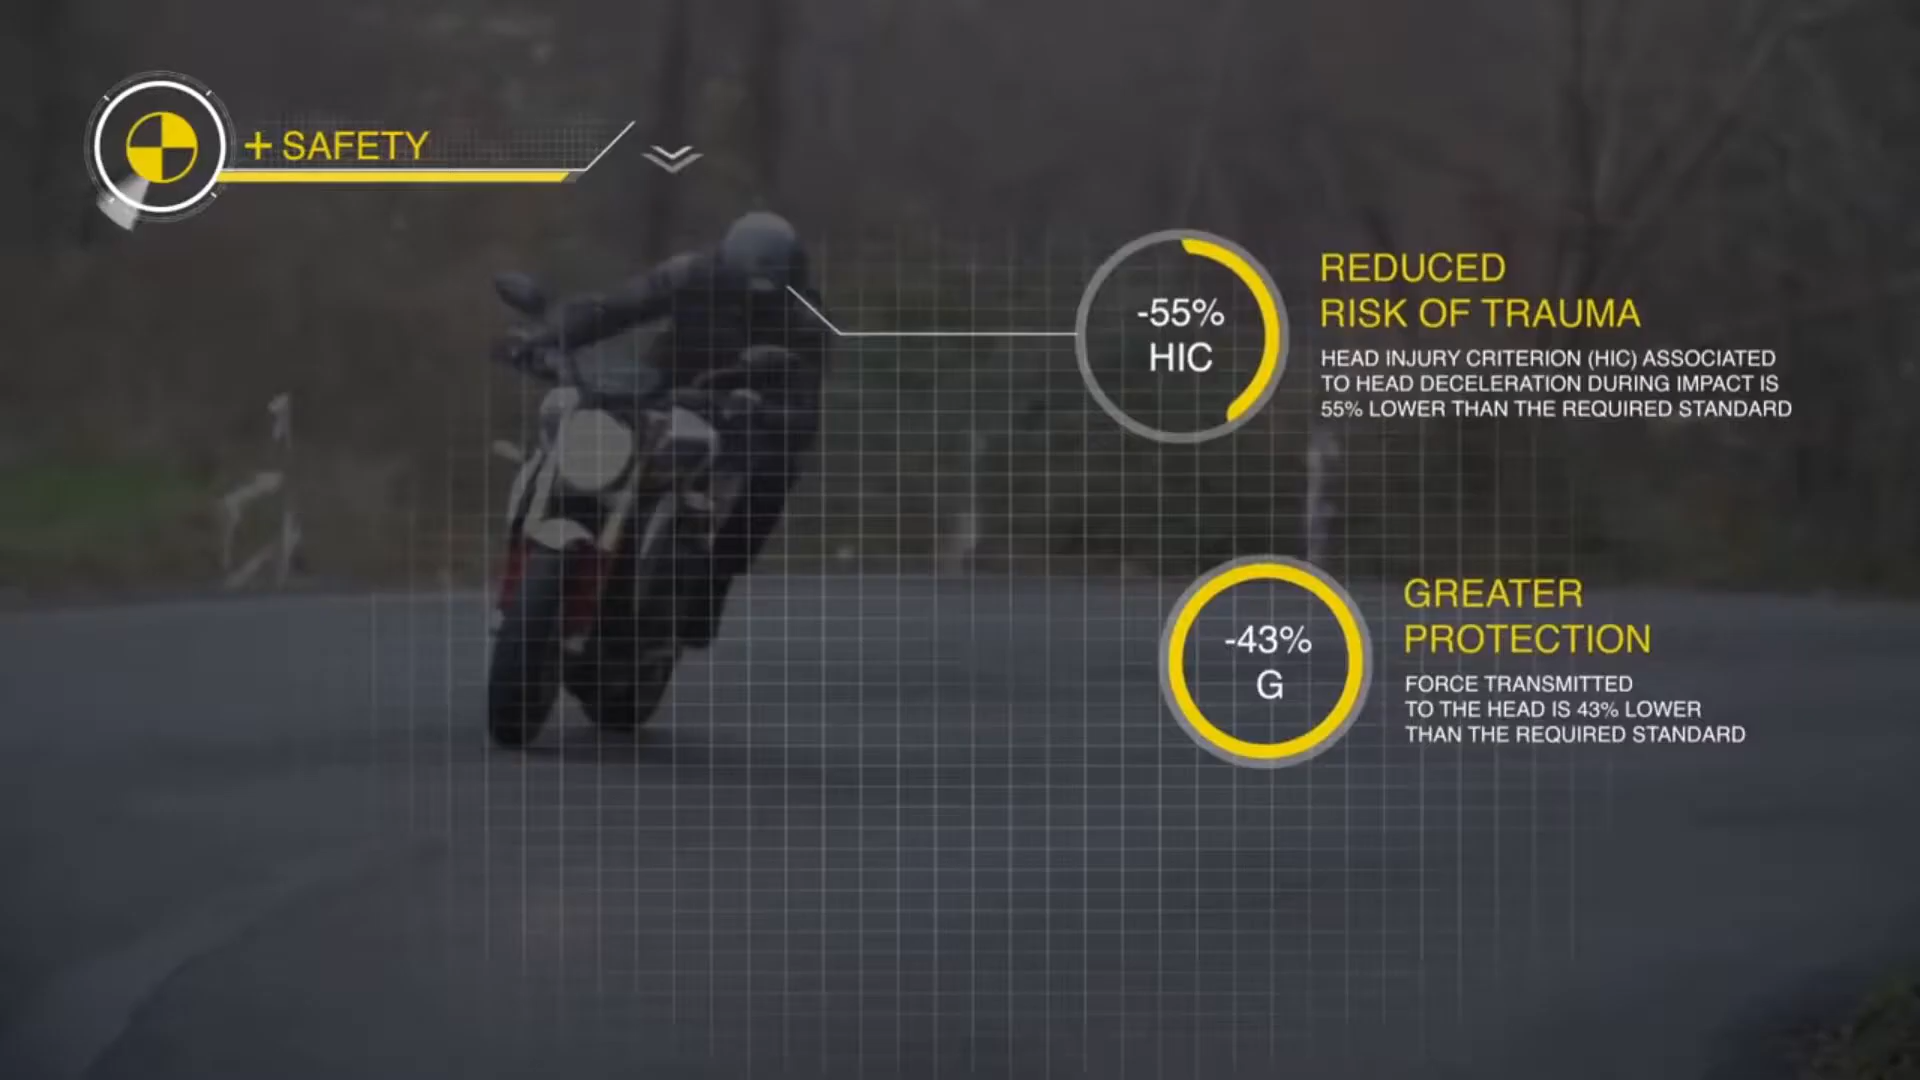 + SAFETY
-55%
HIC
REDUCED
RISK OF TRAUMA
HEAD INJURY CRITERION (HIC) ASSOCIATED
TO HEAD DECELERATION DURING IMPACT IS
55% LOWER THAN THE REQUIRED STANDARD
-43%
G
GREATER
PROTECTION
FORCE TRANSMITTED
TO THE HEAD IS 43% LOWER
THAN THE REQUIRED STANDARD